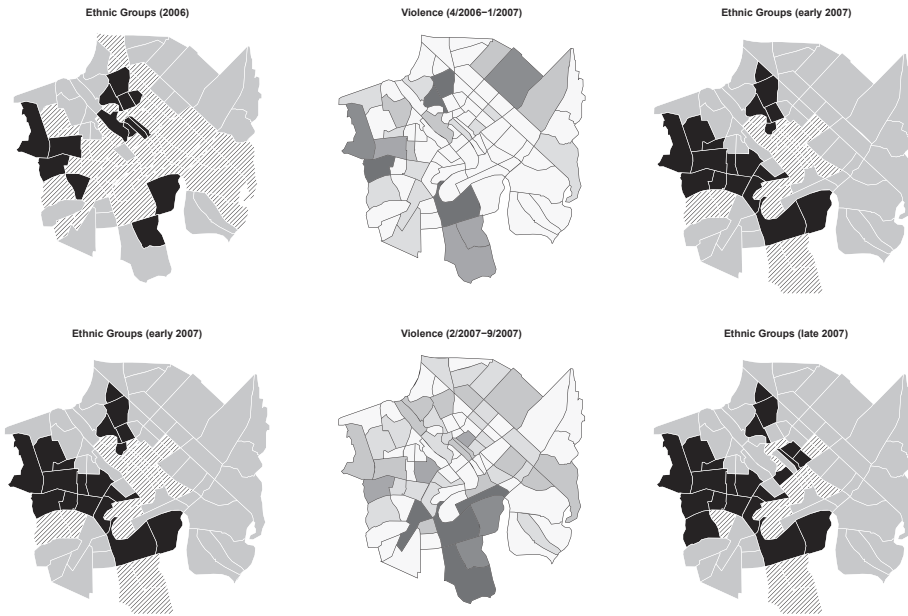 Ethnic Groups (2006)
Violence (4/2006−1/2007)
Ethnic Groups (early 2007)
Ethnic Groups (early 2007)
Violence (2/2007−9/2007)
Ethnic Groups (late 2007)